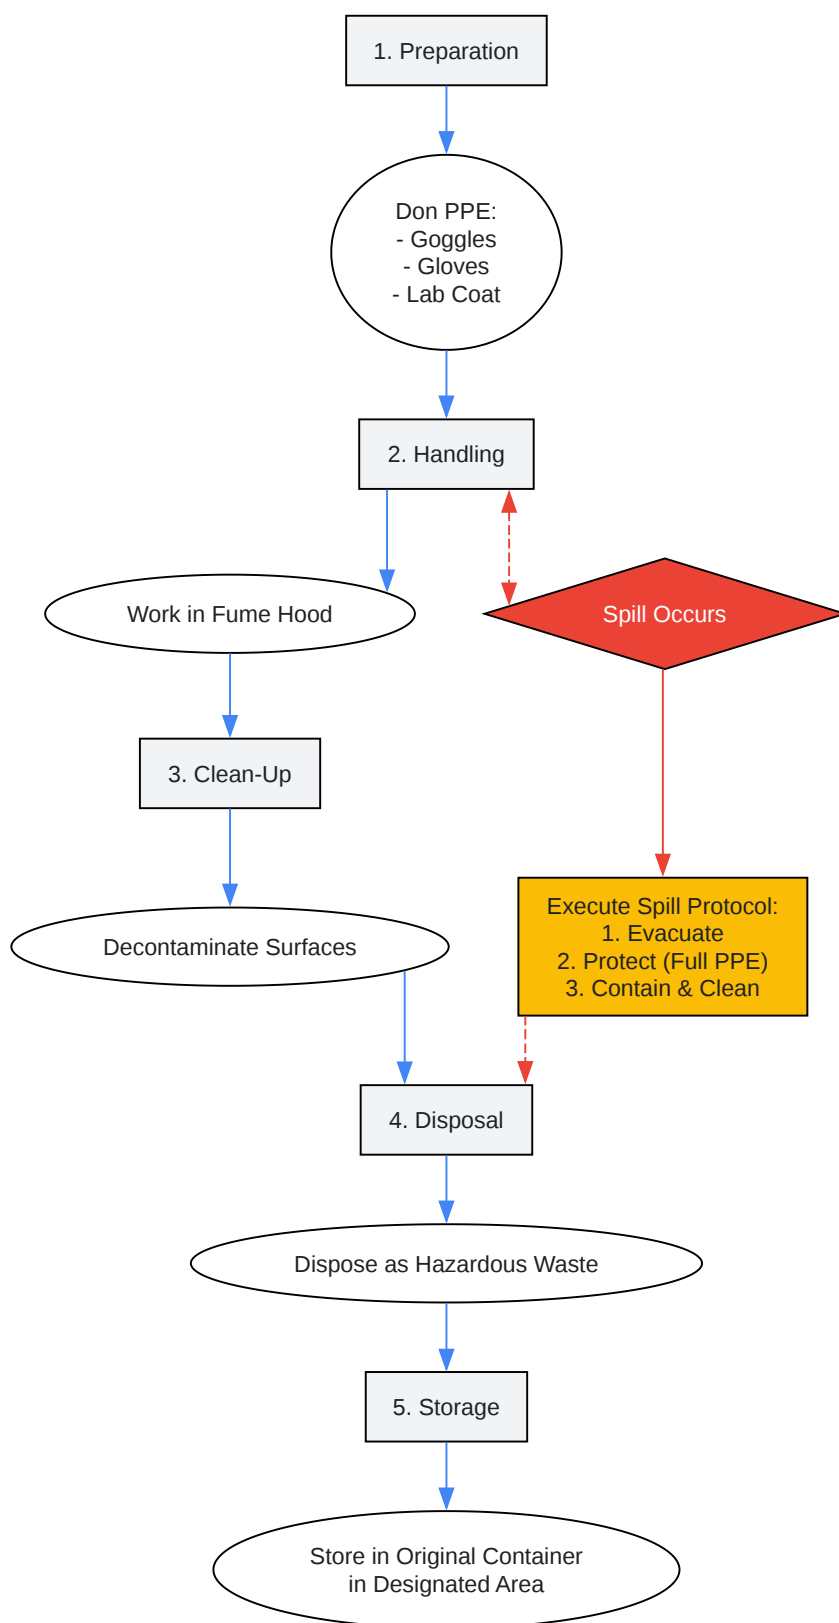 1. Preparation
Don PPE:
- Goggles
- Gloves
- Lab Coat
2. Handling
Work in Fume Hood
Spill Occurs
3. Clean-Up
Execute Spill Protocol:
1. Evacuate
2. Protect (Full PPE)
3. Contain & Clean
Decontaminate Surfaces
4. Disposal
Dispose as Hazardous Waste
5. Storage
Store in Original Container
in Designated Area